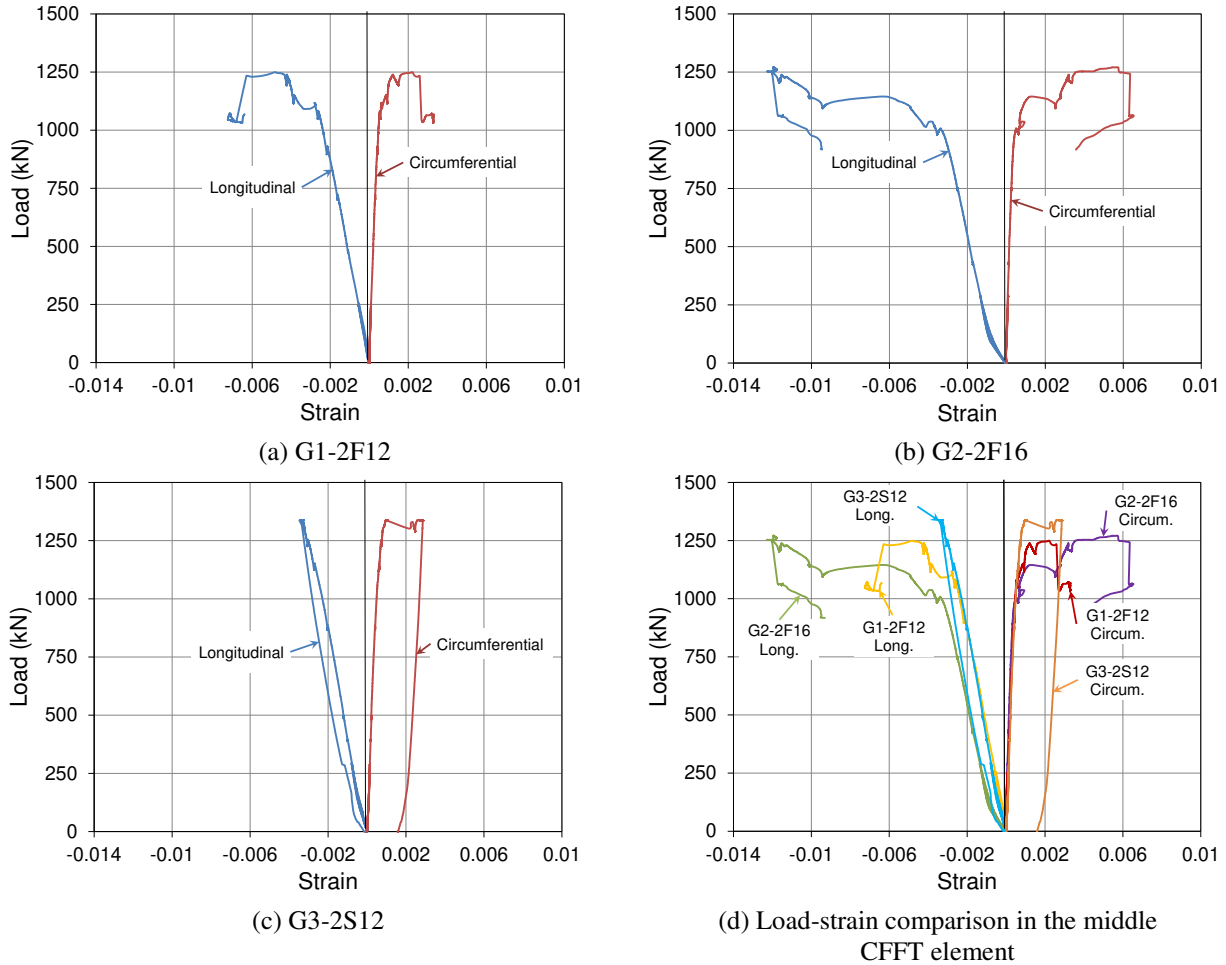 1500
1250
1000
750
500
250
0
Load (kN)
Longitudinal
Circumferential
-0.014 -0.01 -0.006 -0.002 0.002 0.006 0.01
Strain
(a) G1-2F12
1500
1250
1000
750
500
250
0
Load (kN)
Longitudinal
Circumferential
-0.014 -0.01 -0.006 -0.002 0.002 0.006 0.01
Strain
(b) G2-2F16
1500
1250
1000
750
500
250
0
Load (kN)
Longitudinal
Circumferential
-0.014 -0.01 -0.006 -0.002 0.002 0.006 0.01
Strain
(c) G3-2S12
1500
1250
1000
750
500
250
0
Load (kN)
G3-2S12
Long.
G2-2F16
Circum.
G2-2F16
Long.
G1-2F12
Long.
G1-2F12
Circum.
G3-2S12
Circum.
-0.014 -0.01 -0.006 -0.002 0.002 0.006 0.01
Strain
(d) Load-strain comparison in the middle
CFFT element